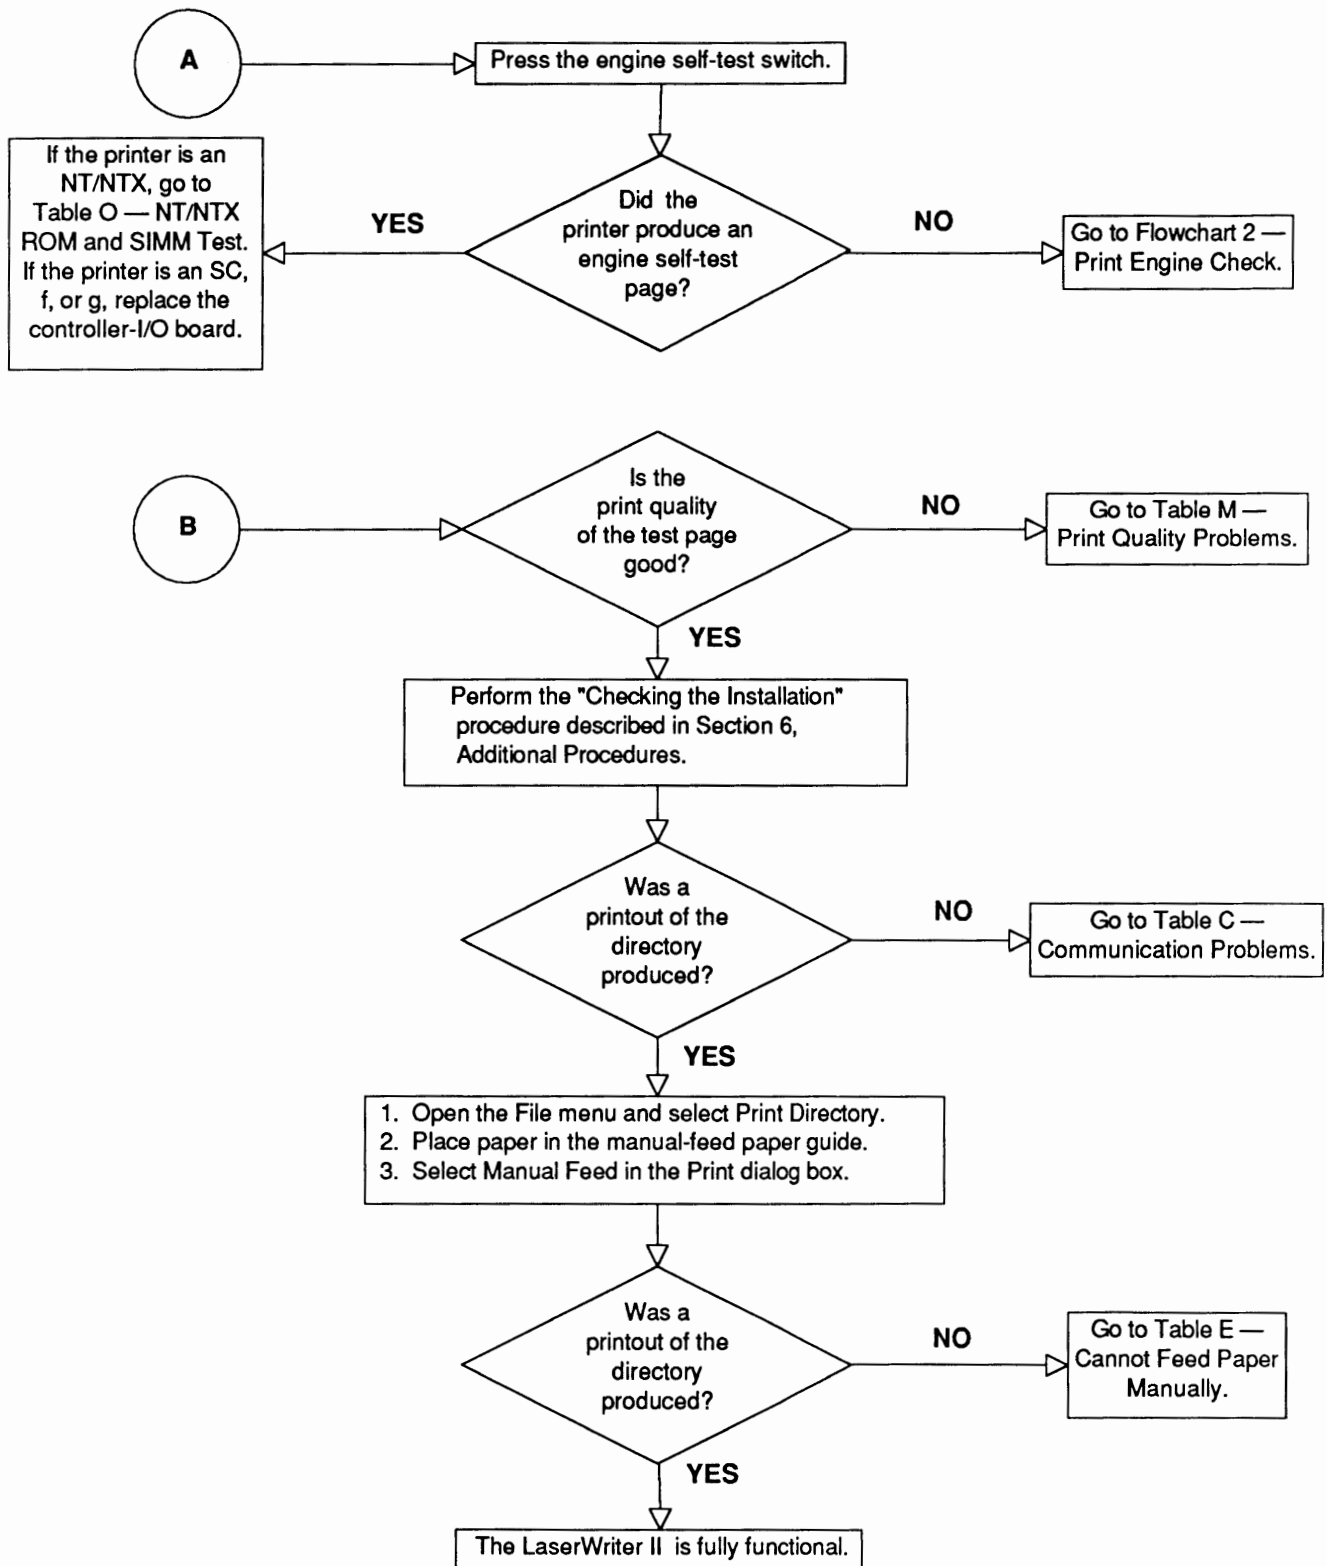 A
Press the engine self-test switch.
If the printer is an
NT/NTX, go to
Table O — NT/NTX
ROM and SIMM Test.
If the printer is an SC,
f, or g, replace the
controller-I/O board.
YES
Did the
printer produce an
engine self-test
page?
NO
Go to Flowchart 2 —
Print Engine Check.
B
Is the
print quality
of the test page
good?
NO
Go to Table M —
Print Quality Problems.
YES
Perform the "Checking the Installation"
procedure described in Section 6,
Additional Procedures.
Was a
printout of the
directory
produced?
NO
Go to Table C —
Communication Problems.
YES
1. Open the File menu and select Print Directory.
2. Place paper in the manual-feed paper guide.
3. Select Manual Feed in the Print dialog box.
Was a
printout of the
directory
produced?
NO
Go to Table E —
Cannot Feed Paper
Manually.
YES
The LaserWriter II is fully functional.